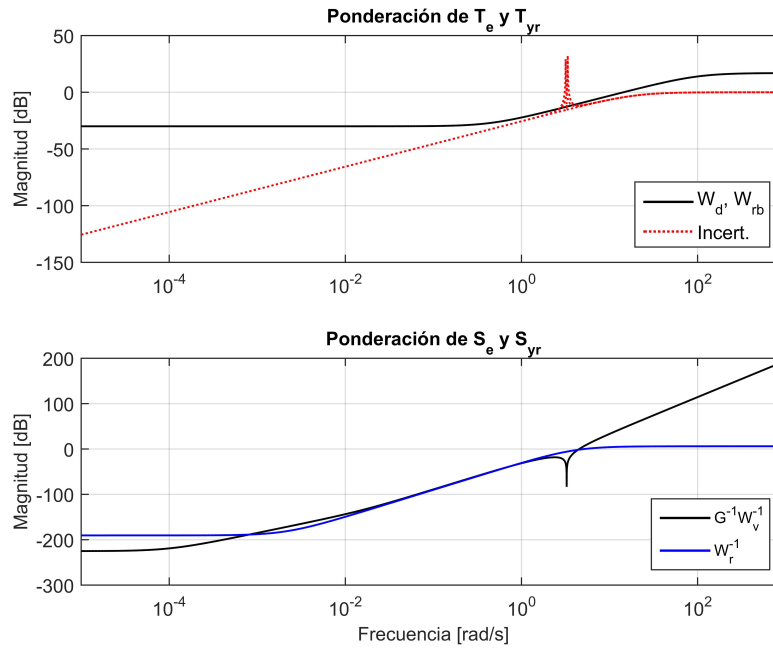 Ponderación de T_e y T_yr
Magnitud [dB]
50
0
-50
-100
-150
10^-4
10^-2
10^0
10^2
W_d, W_rb
Incert.
Ponderación de S_e y S_yr
Magnitud [dB]
200
100
0
-100
-200
-300
10^-4
10^-2
10^0
10^2
G^-1W_v^-1
W_r^-1
Frecuencia [rad/s]